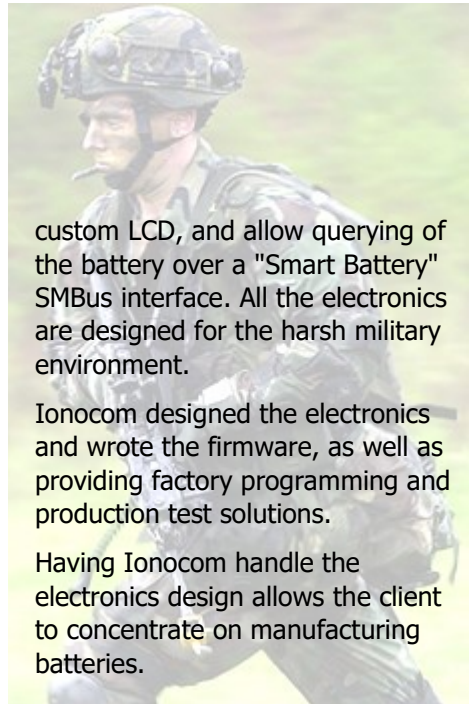 custom LCD, and allow querying of
the battery over a "Smart Battery"
SMBus interface. All the electronics
are designed for the harsh military
environment.
Ionocom designed the electronics
and wrote the firmware, as well as
providing factory programming and
production test solutions.
Having Ionocom handle the
electronics design allows the client
to concentrate on manufacturing
batteries.